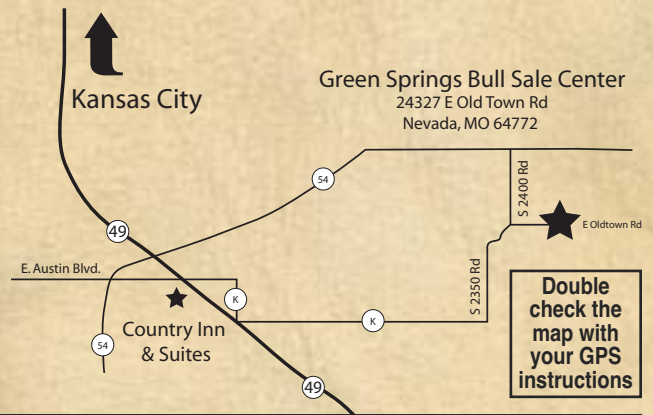 Kansas City
Green Springs Bull Sale Center
24327 E Old Town Rd
Nevada, MO 64772
54
S 2400 Rd
E Oldtown Rd
49
E. Austin Blvd.
S 2350 Rd
K
K
Country Inn
& Suites
54
49
Double
check the
map with
your GPS
instructions